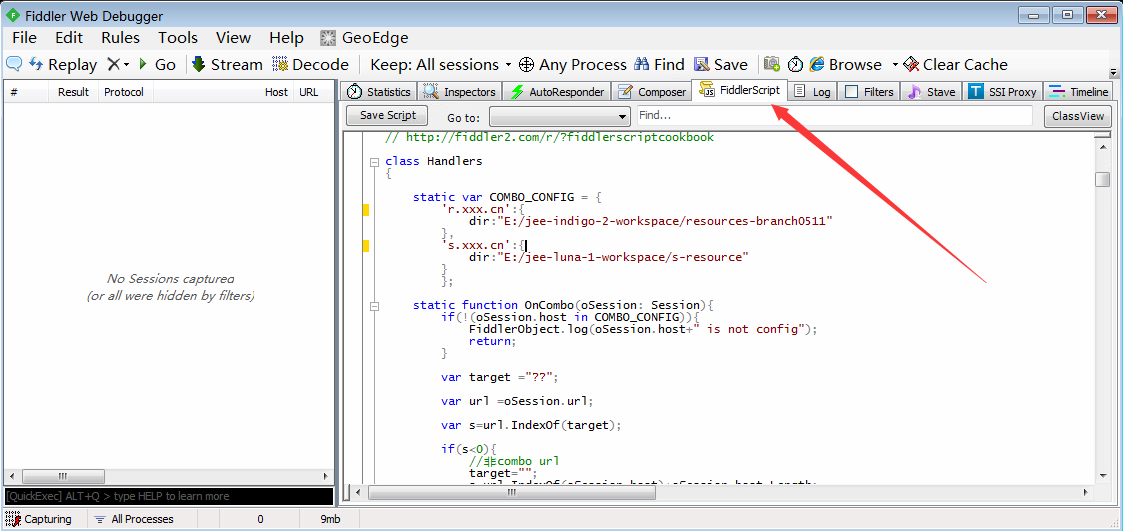 Fiddler Web Debugger
File Edit Rules Tools View Help GeoEdge
Replay Go Stream Decode Keep: All sessions Any Process Find Save Browse Clear Cache
# Result Protocol Host URL
Statistics Inspectors AutoResponder Composer FiddlerScript Log Filters Stave SSI Proxy Timeline
Save Script Go to: Find... ClassView
// http://fiddler2.com/r/?fiddlerscriptcookbook
class Handlers
{
static var COMBO_CONFIG = {
'r.xxx.cn':{
dir:"E:/jee-indigo-2-workspace/resources-branch0511"
},
's.xxx.cn':{
dir:"E:/jee-luna-1-workspace/s-resource"
}
};
static function OnCombo(oSession: Session){
if(!(oSession.host in COMBO_CONFIG)){
FiddlerObject.log(oSession.host+" is not config");
return;
}
var target ="??";
var url =oSession.url;
var s=url.IndexOf(target);
if(s<0){
//非combo url
target="";
No Sessions captured
(or all were hidden by filters)
[QuickExec] ALT+Q > type HELP to learn more
Capturing All Processes 0 9mb